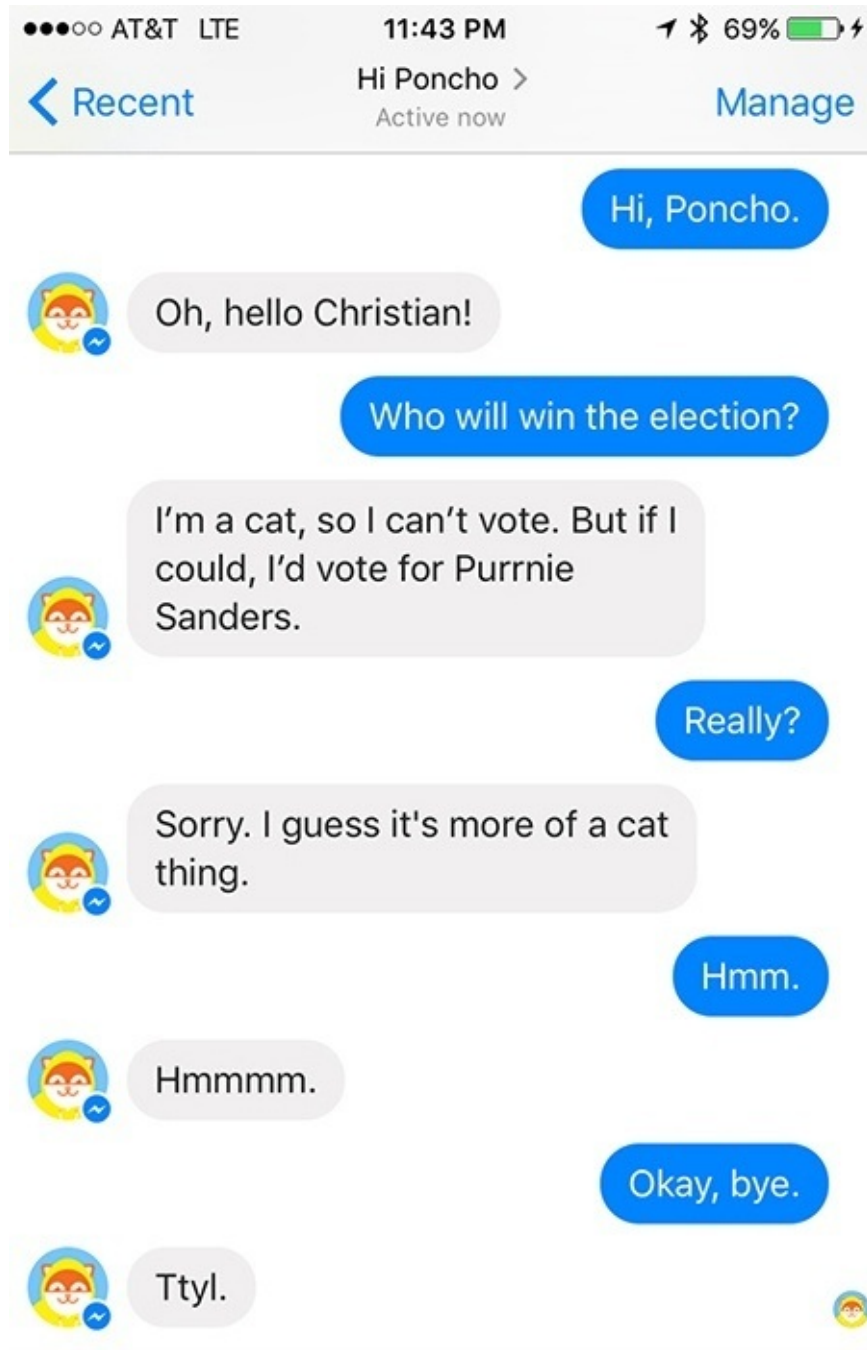 AT&T LTE 11:43 PM 69%
Hi Poncho
Recent Active now Manage
Hi, Poncho.
Oh, hello Christian!
Who will win the election?
I’m a cat, so I can’t vote. But if I
could, I’d vote for Purrnie
Sanders.
Really?
Sorry. I guess it's more of a cat
thing.
Hmm.
Hmmmm.
Okay, bye.
Ttyl.